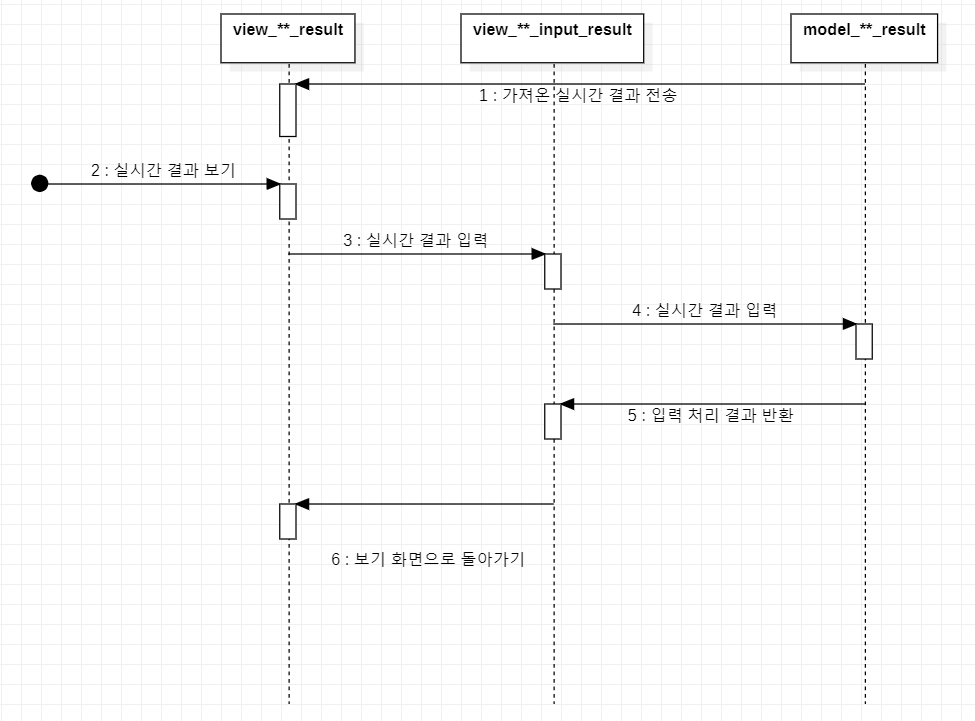 view_**_result
view_**_input_result
model_**_result
1 : 가져온 실시간 결과 전송
2 : 실시간 결과 보기
3 : 실시간 결과 입력
4 : 실시간 결과 입력
5 : 입력 처리 결과 반환
6 : 보기 화면으로 돌아가기